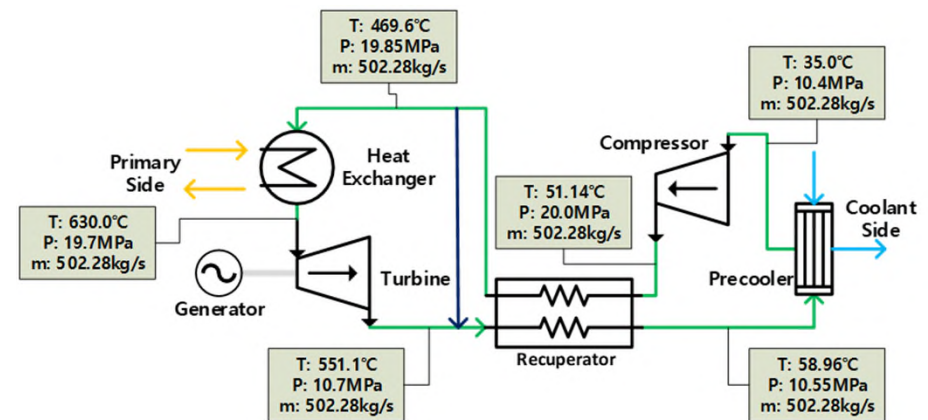 T: 469.6℃
P: 19.85MPa
m: 502.28kg/s
T: 35.0℃
P: 10.4MPa
m: 502.28kg/s
Compressor
Primary
Side
Heat
Exchanger
T: 51.14℃
P: 20.0MPa
m: 502.28kg/s
Coolant
Side
T: 630.0℃
P: 19.7MPa
m: 502.28kg/s
Turbine
Precooler
Generator
Recuperator
T: 551.1℃
P: 10.7MPa
m: 502.28kg/s
T: 58.96℃
P: 10.55MPa
m: 502.28kg/s